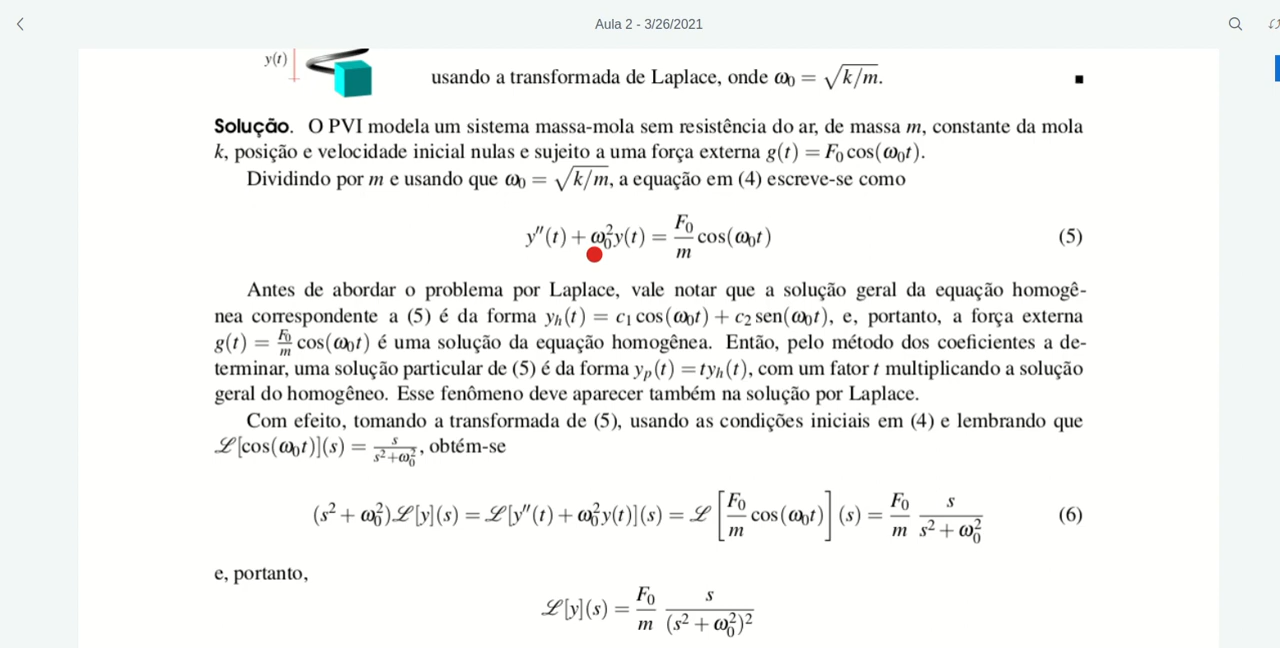 Aula 2 - 3/26/2021
y(t)
usando a transformada de Laplace, onde ω₀ = √(k/m). ■
Solução. O PVI modela um sistema massa-mola sem resistência do ar, de massa m, constante da mola
k, posição e velocidade inicial nulas e sujeito a uma força externa g(t) = F₀ cos(ω₀t).
Dividindo por m e usando que ω₀ = √(k/m), a equação em (4) escreve-se como
y″(t) + ω₀²y(t) = F₀/m cos(ω₀t) (5)
Antes de abordar o problema por Laplace, vale notar que a solução geral da equação homogê-
nea correspondente a (5) é da forma yₕ(t) = c₁ cos(ω₀t) + c₂ sen(ω₀t), e, portanto, a força externa
g(t) = F₀/m cos(ω₀t) é uma solução da equação homogênea. Então, pelo método dos coeficientes a de-
terminar, uma solução particular de (5) é da forma yₚ(t) = tyₕ(t), com um fator t multiplicando a solução
geral do homogêneo. Esse fenômeno deve aparecer também na solução por Laplace.
Com efeito, tomando a transformada de (5), usando as condições iniciais em (4) e lembrando que
ℒ[cos(ω₀t)](s) = s/(s²+ω₀²), obtém-se
(s² + ω₀²)ℒ[y](s) = ℒ[y″(t) + ω₀²y(t)](s) = ℒ[F₀/m cos(ω₀t)](s) = F₀/m s/(s² + ω₀²) (6)
e, portanto,
ℒ[y](s) = F₀/m s/(s² + ω₀²)²